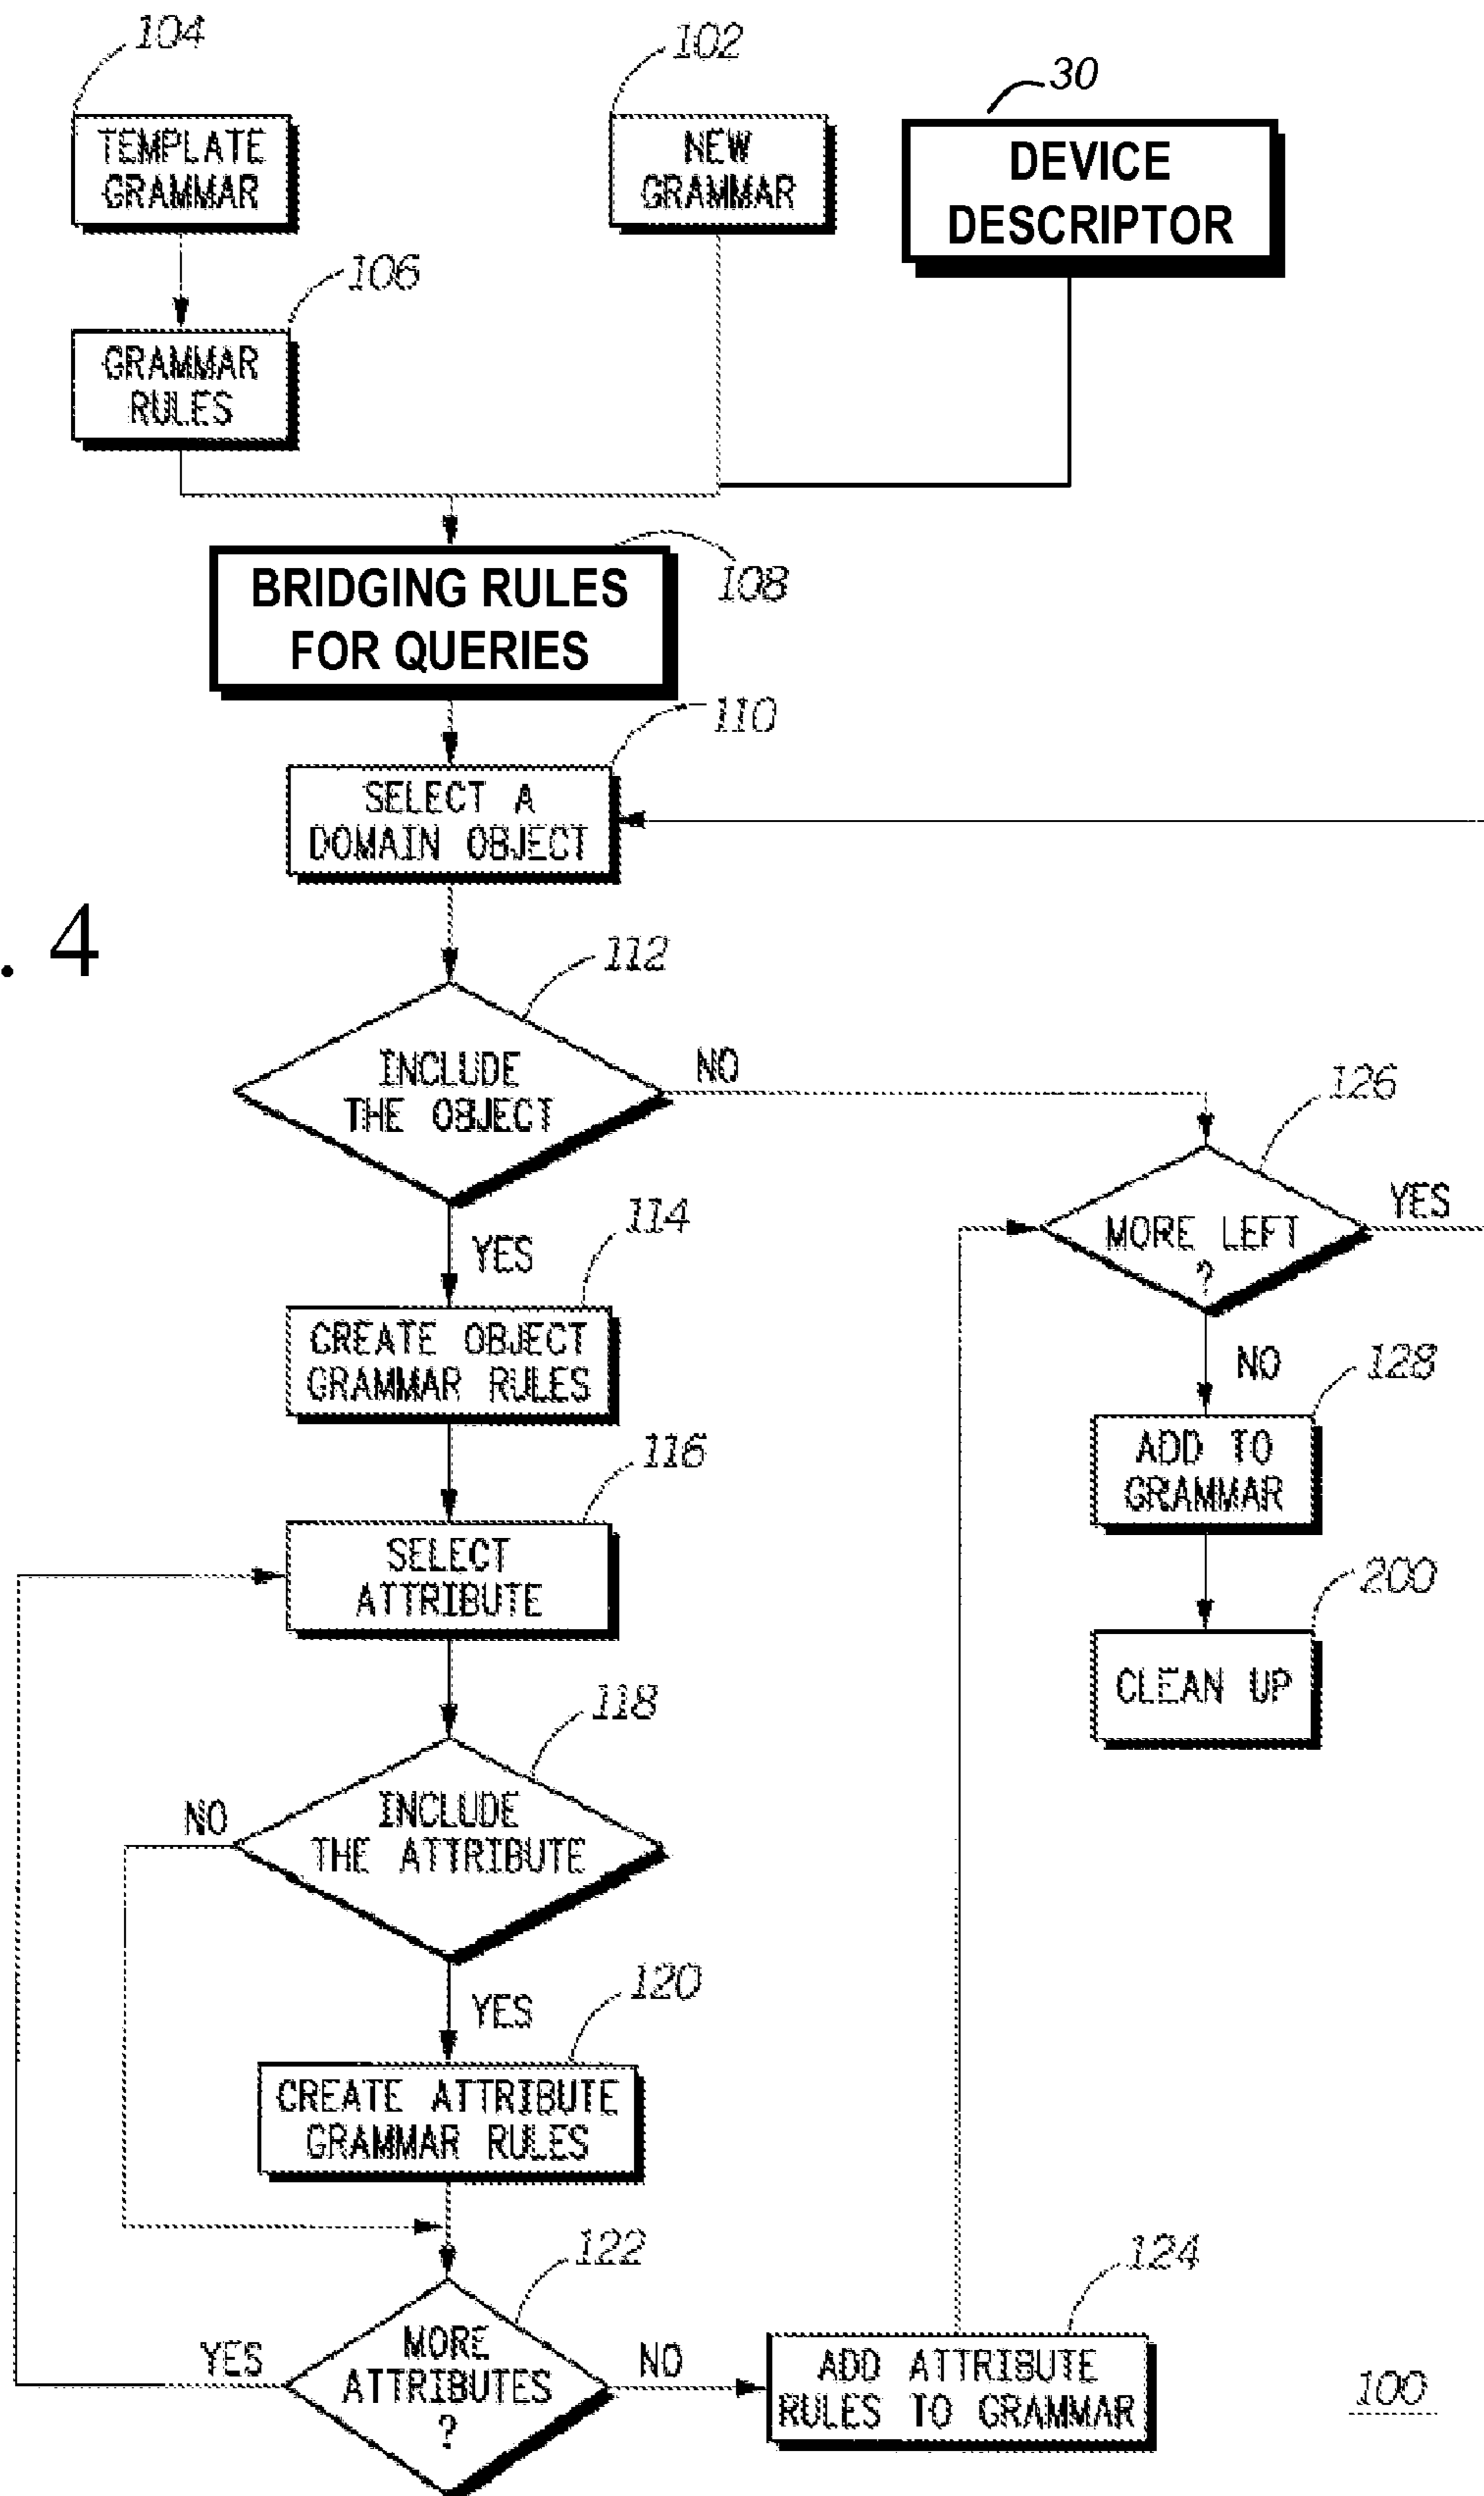 104
102
30
TEMPLATE
GRAMMAR
NEW
GRAMMAR
DEVICE
DESCRIPTOR
106
GRAMMAR
RULES
108
BRIDGING RULES
FOR QUERIES
110
SELECT A
DOMAIN OBJECT
. 4
112
INCLUDE
THE OBJECT
NO
126
MORE LEFT
?
YES
YES
114
CREATE OBJECT
GRAMMAR RULES
NO
128
ADD TO
GRAMMAR
116
SELECT
ATTRIBUTE
200
CLEAN UP
118
INCLUDE
THE ATTRIBUTE
NO
YES
120
CREATE ATTRIBUTE
GRAMMAR RULES
122
MORE
ATTRIBUTES
?
YES
NO
124
ADD ATTRIBUTE
RULES TO GRAMMAR
100